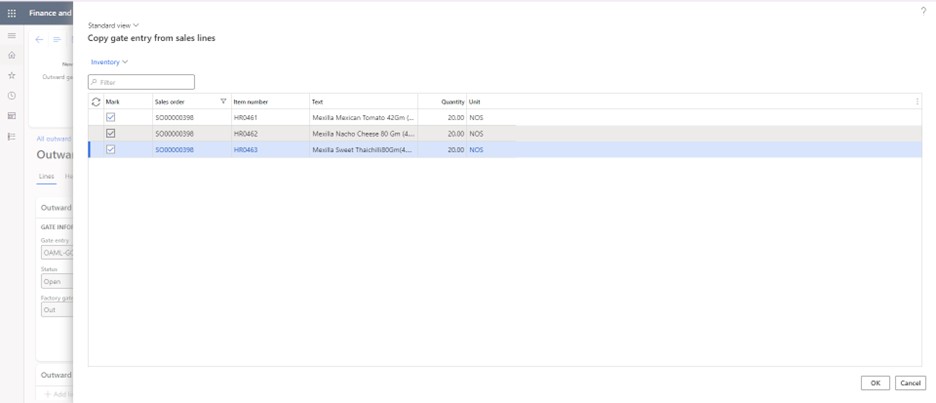 Finance and
?
Standard view
Copy gate entry from sales lines
Inventory
Filter
Mark Sales order Item number Text Quantity Unit
SO00000398 HR0461 Mexilla Mexican Tomato 42Gm (... 20.00 NOS
SO00000398 HR0462 Mexilla Nacho Cheese 80 Gm (4... 20.00 NOS
SO00000398 HR0463 Mexilla Sweet Thaichilli80Gm(4.... 20.00 NOS
New
Outward ga
All outward
Outwar
Lines He
Outward
GATE INFOR
Gate entry
OAML-GO
Status
Open
Factory gate
Out
Outward
+ Add li
OK Cancel